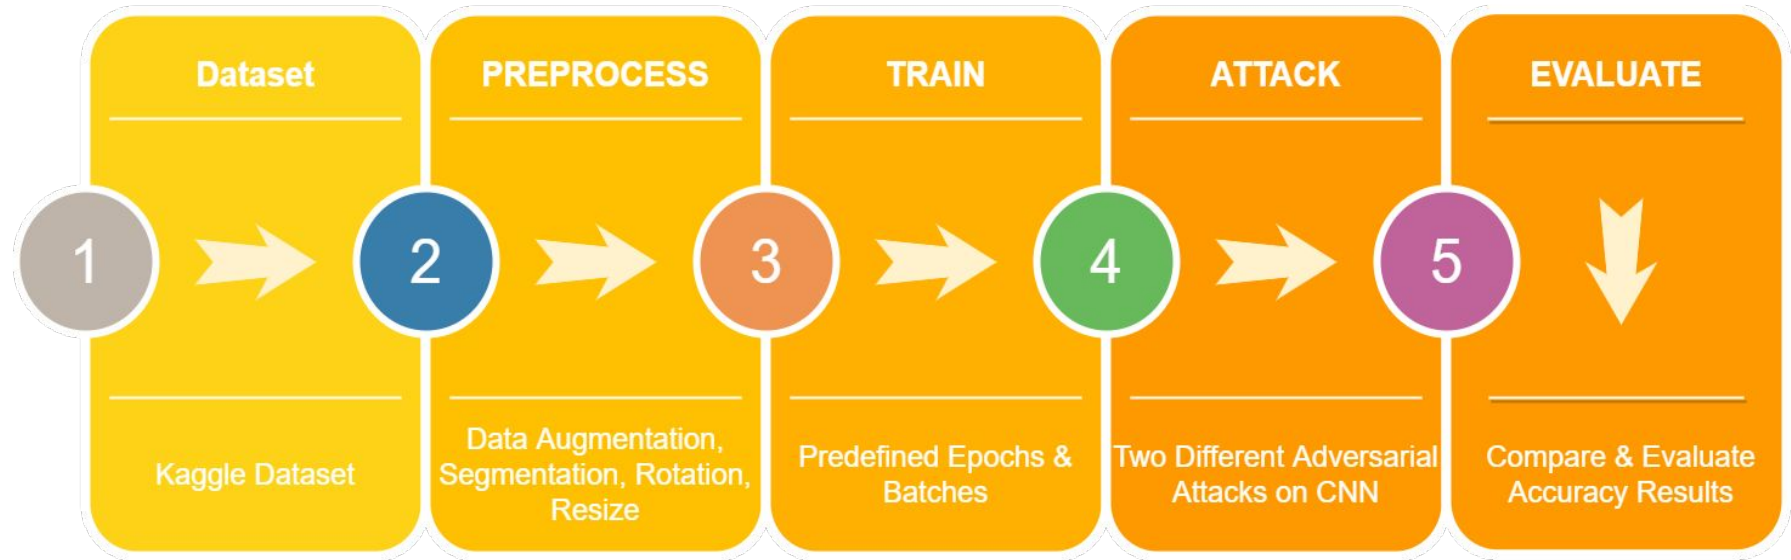 Dataset
PREPROCESS
TRAIN
ATTACK
EVALUATE
1
2
3
4
5
Kaggle Dataset
Data Augmentation,
Segmentation, Rotation,
Resize
Predefined Epochs &
Batches
Two Different Adversarial
Attacks on CNN
Compare & Evaluate
Accuracy Results